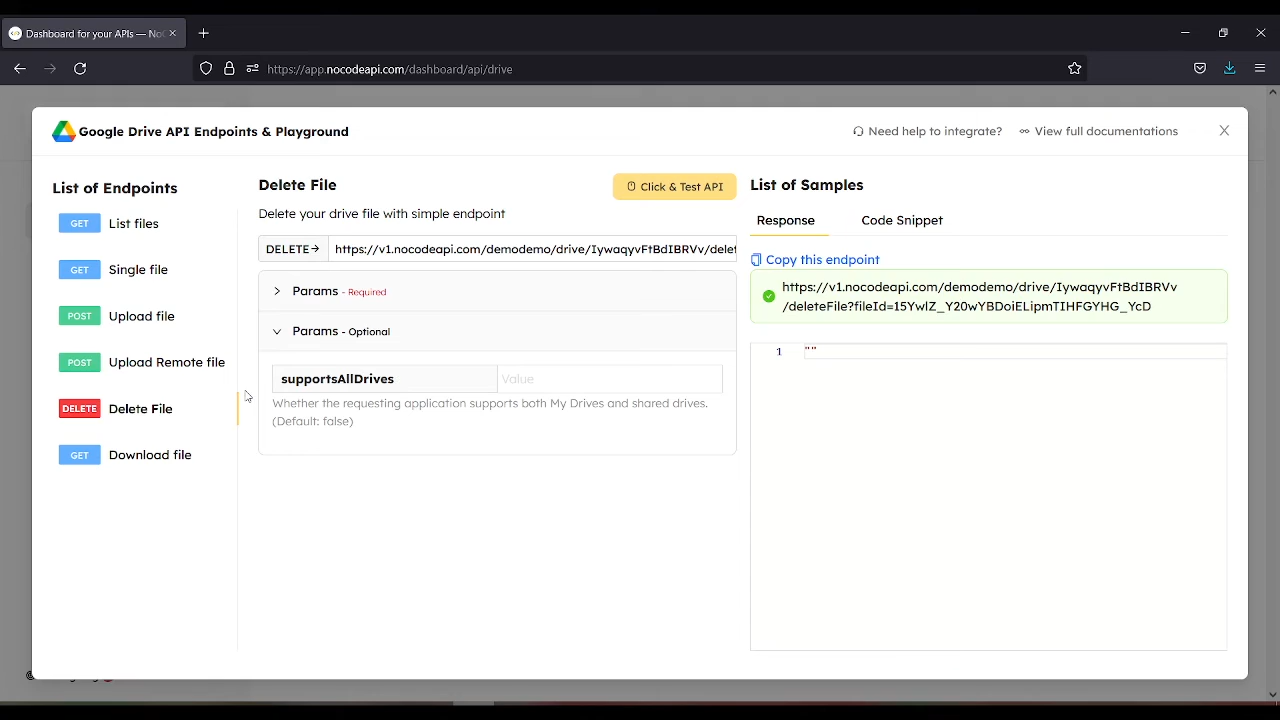 Dashboard for your APIs — NoC
https://app.nocodeapi.com/dashboard/api/drive
Google Drive API Endpoints & Playground
Need help to integrate?
View full documentations
List of Endpoints
GET List files
GET Single file
POST Upload file
POST Upload Remote file
DELETE Delete File
GET Download file
Delete File
Click & Test API
Delete your drive file with simple endpoint
DELETE https://v1.nocodeapi.com/demodemo/drive/IywaqyvFtBdIBRVv/delet
Params - Required
Params - Optional
supportsAllDrives Value
Whether the requesting application supports both My Drives and shared drives.
(Default: false)
List of Samples
Response Code Snippet
Copy this endpoint
https://v1.nocodeapi.com/demodemo/drive/IywaqyvFtBdIBRVv
/deleteFile?fileId=15YwlZ_Y20wYBDoiELipmTIHFGYHG_YcD
1 ""